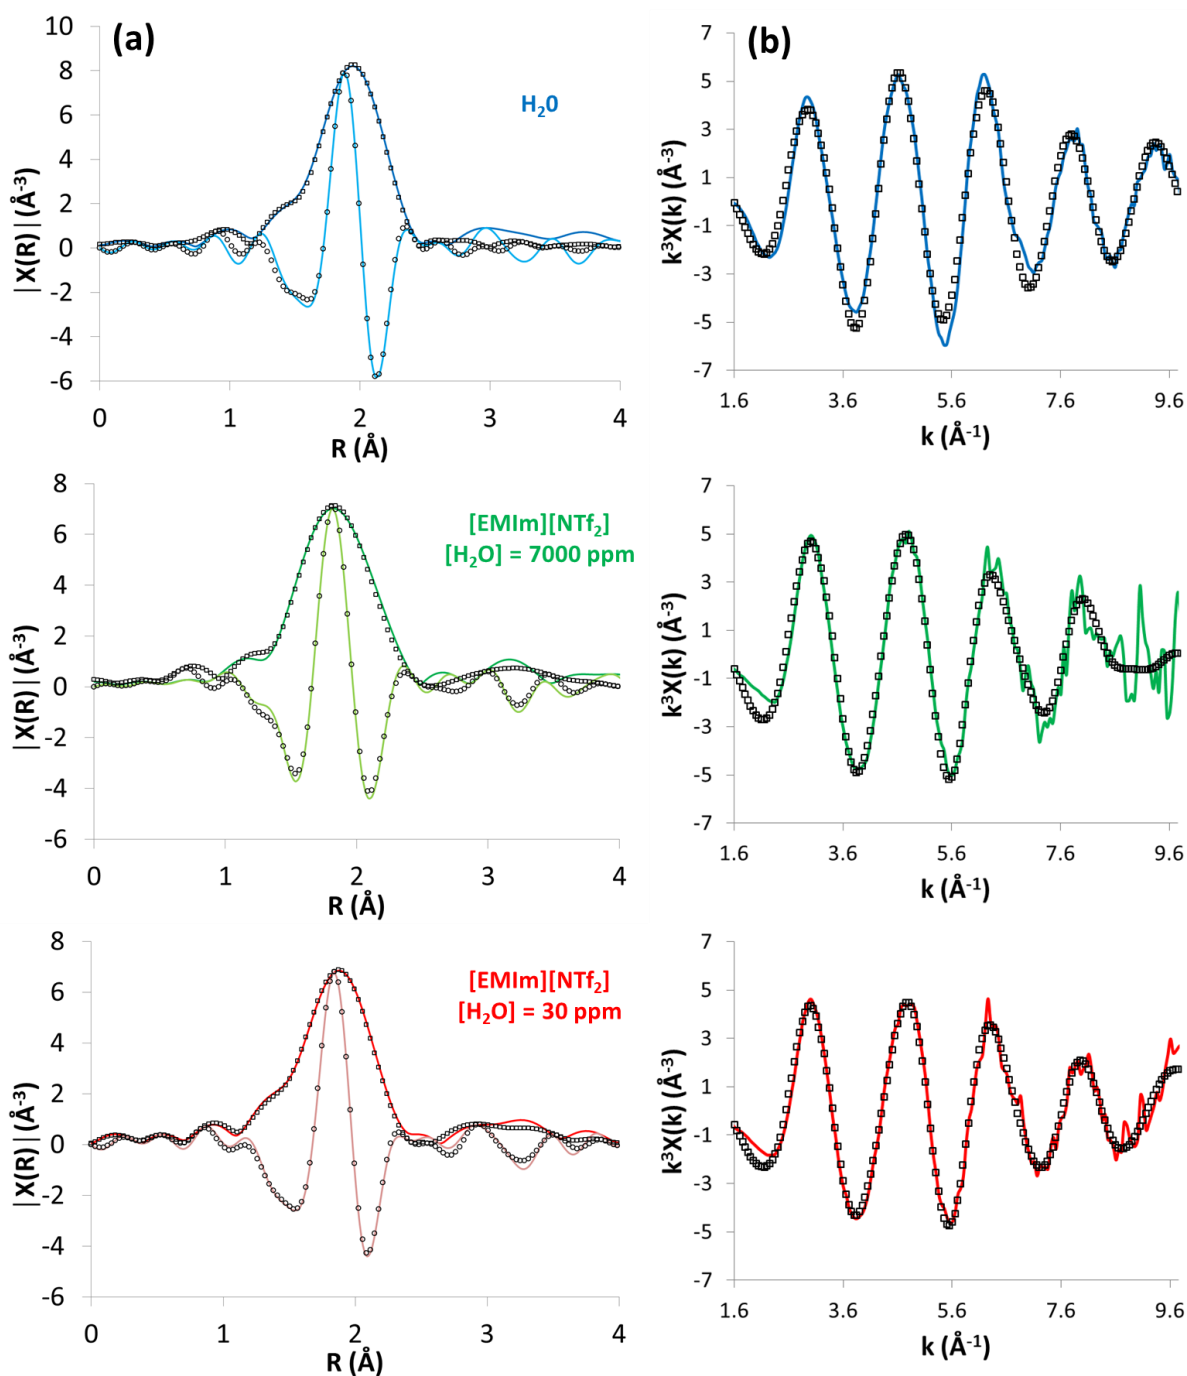 (a)
10
8
6
4
2
0
-2
-4
-6
|X(R)| (Å-3)
H20
0 1 2 3 4
R (Å)
(b)
7
5
3
1
-1
-3
-5
-7
k3X(k) (Å-3)
1.6 3.6 5.6 7.6 9.6
k (Å-1)
8
6
4
2
0
-2
-4
-6
|X(R)| (Å-3)
[EMIm][NTf2]
[H2O] = 7000 ppm
0 1 2 3 4
R (Å)
7
5
3
1
-1
-3
-5
-7
k3X(k) (Å-3)
1.6 3.6 5.6 7.6 9.6
k (Å-1)
8
6
4
2
0
-2
-4
-6
|X(R)| (Å-3)
[EMIm][NTf2]
[H2O] = 30 ppm
0 1 2 3 4
R (Å)
7
5
3
1
-1
-3
-5
-7
k3X(k) (Å-3)
1.6 3.6 5.6 7.6 9.6
k (Å-1)